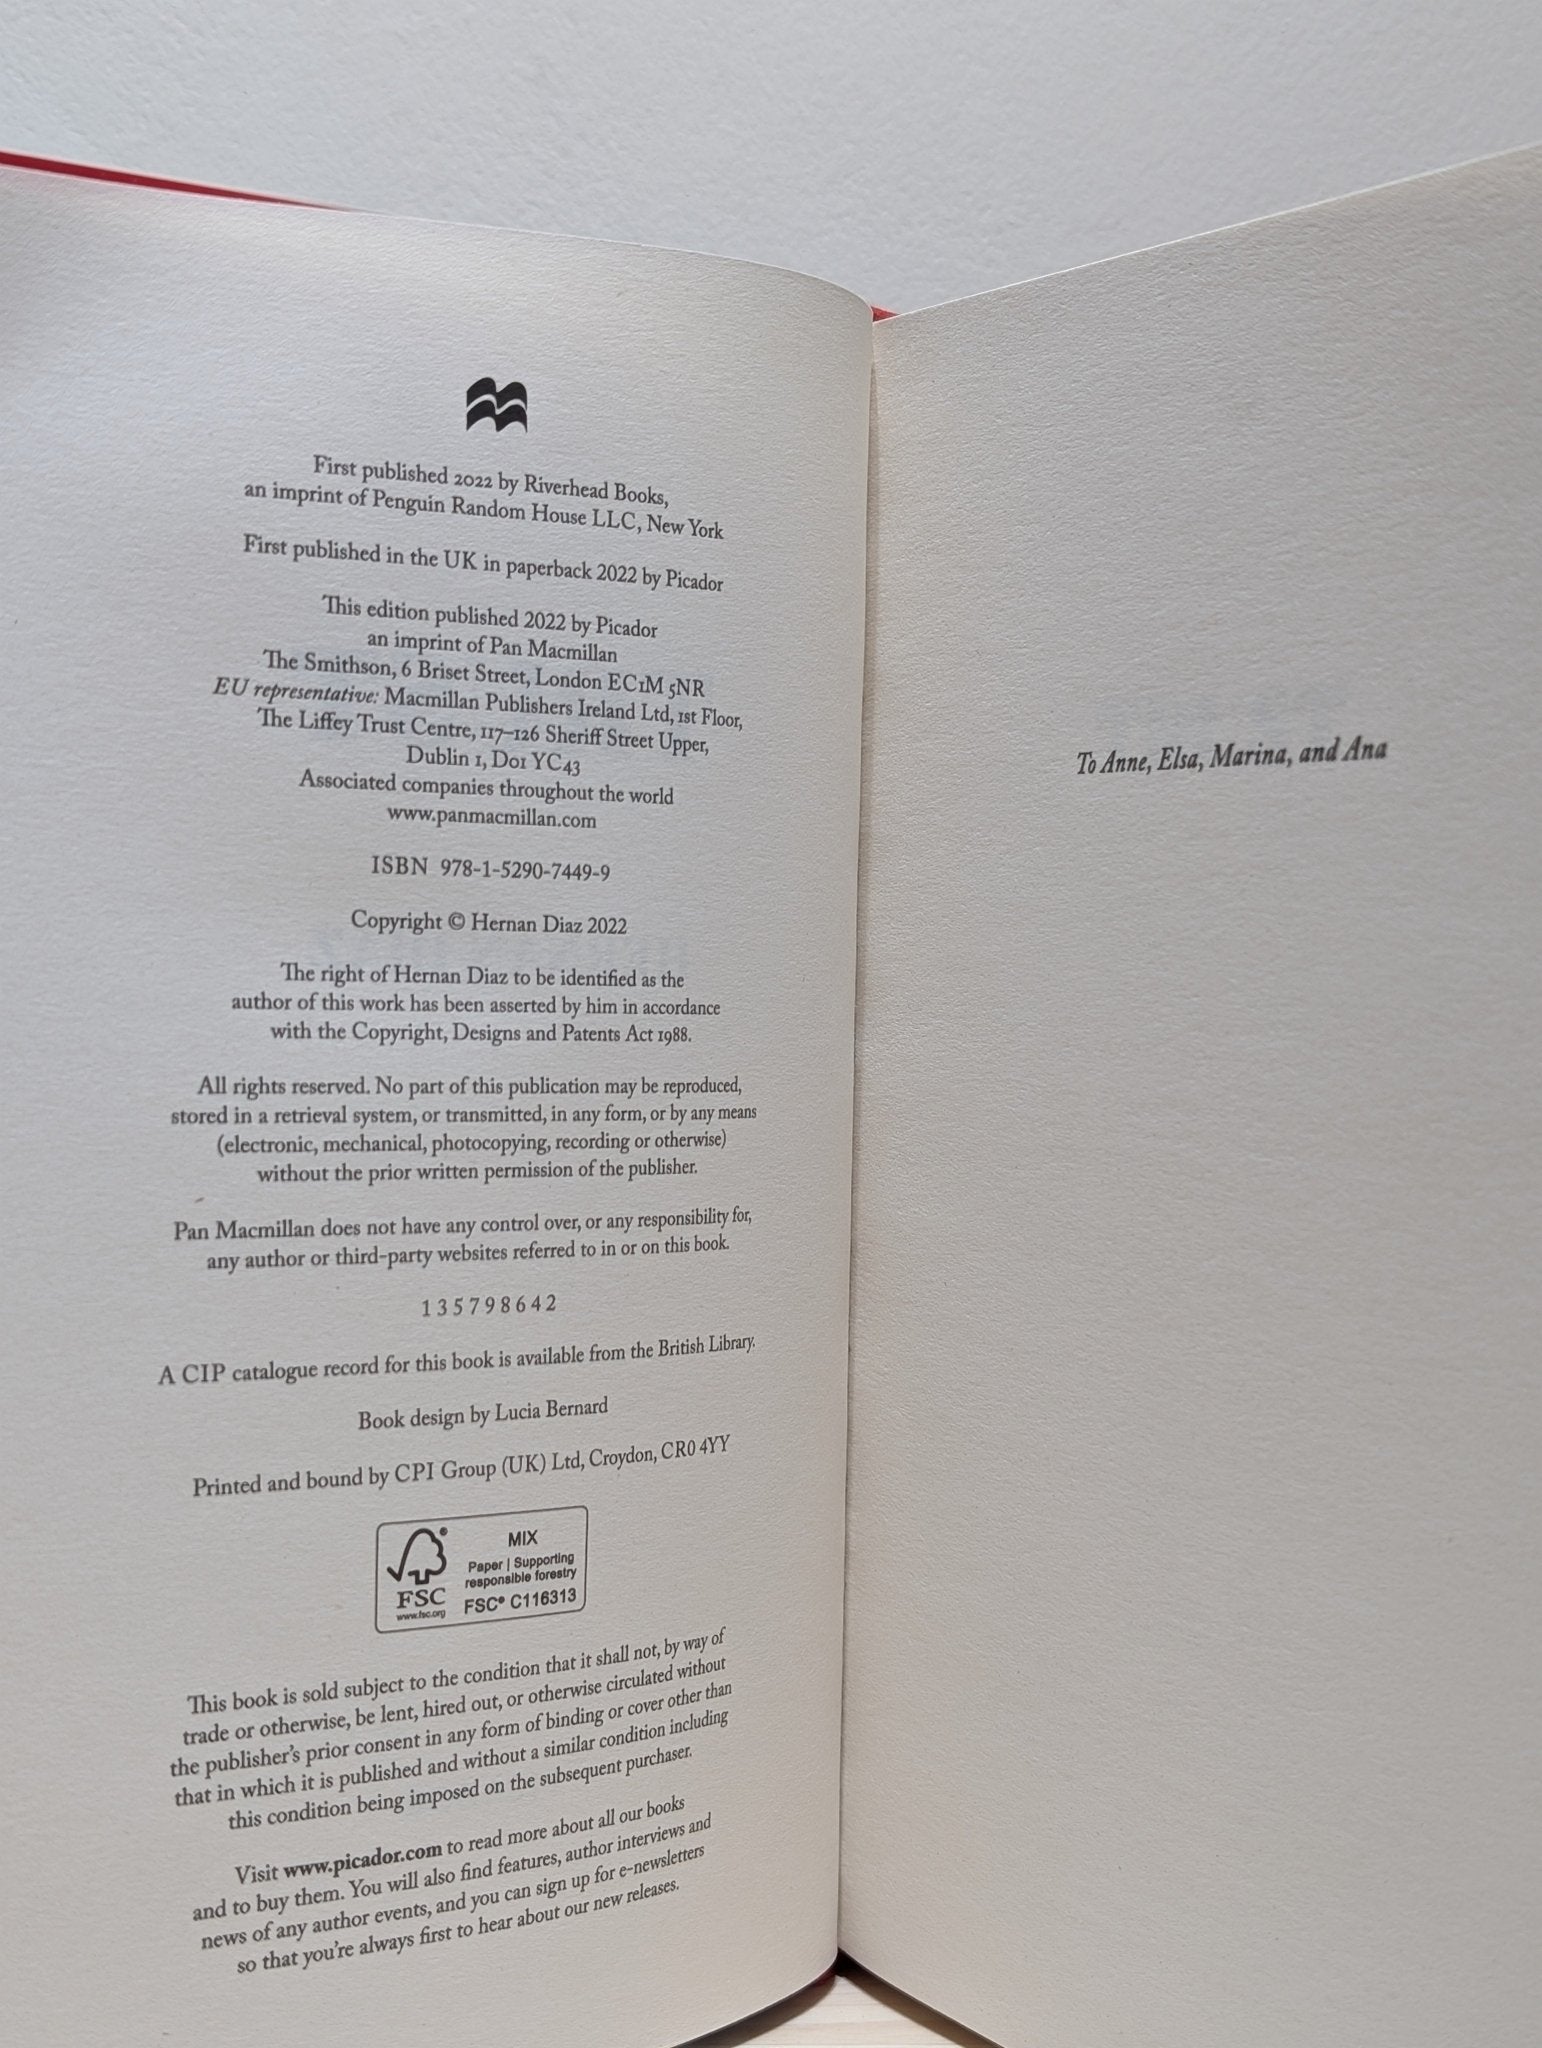 First published 2022 by Riverhead Books,
an imprint of Penguin Random House LLC, New York
First published in the UK in paperback 2022 by Picador
This edition published 2022 by Picador
an imprint of Pan Macmillan
The Smithson, 6 Briset Street, London EC1M 5NR
EU representative: Macmillan Publishers Ireland Ltd, 1st Floor,
The Liffey Trust Centre, 117–126 Sheriff Street Upper,
Dublin 1, D01 YC43
Associated companies throughout the world
www.panmacmillan.com
ISBN 978-1-5290-7449-9
Copyright © Hernan Diaz 2022
The right of Hernan Diaz to be identified as the
author of this work has been asserted by him in accordance
with the Copyright, Designs and Patents Act 1988.
All rights reserved. No part of this publication may be reproduced,
stored in a retrieval system, or transmitted, in any form, or by any means
(electronic, mechanical, photocopying, recording or otherwise)
without the prior written permission of the publisher.
Pan Macmillan does not have any control over, or any responsibility for,
any author or third-party websites referred to in or on this book.
1 3 5 7 9 8 6 4 2
A CIP catalogue record for this book is available from the British Library.
Book design by Lucia Bernard
Printed and bound by CPI Group (UK) Ltd, Croydon, CR0 4YY
FSC
www.fsc.org
MIX
Paper | Supporting
responsible forestry
FSC® C116313
This book is sold subject to the condition that it shall not, by way of
trade or otherwise, be lent, hired out, or otherwise circulated without
the publisher's prior consent in any form of binding or cover other than
that in which it is published and without a similar condition including
this condition being imposed on the subsequent purchaser.
Visit www.picador.com to read more about all our books
and to buy them. You will also find features, author interviews and
news of any author events, and you can sign up for e-newsletters
so that you're always first to hear about our new releases.
To Anne, Elsa, Marina, and Ana